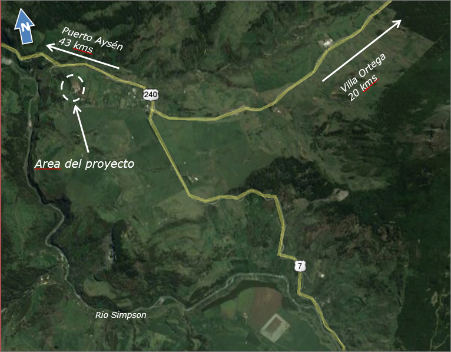 N
Puerto Aysén
43 kms
Villa Ortega
20 kms
240
Area del proyecto
7
Rio Simpson